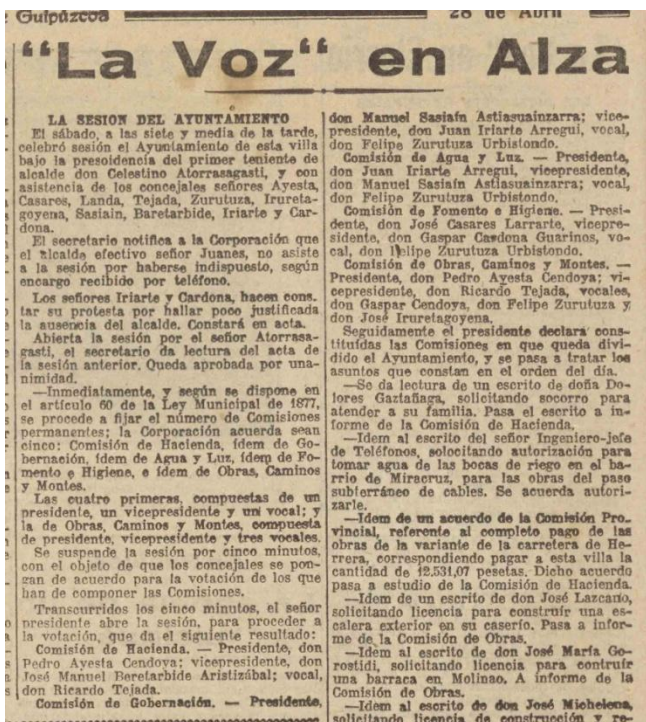 Guipúzcoa
28 de Abril
"La Voz" en Alza
LA SESION DEL AYUNTAMIENTO
El sábado, a las siete y media de la tarde,
celebró sesión el Ayuntamiento de esta villa
bajo la presoidencia del primer teniente de
alcalde don Celestino Atorrasagasti, y con
asistencia de los concejales señores Ayesta,
Casares, Landa, Tejada, Zurutuza, Irureta-
goyena, Sasiain, Baretarbide, Iriarte y Car-
dona.
El secretario notifica a la Corporación que
el alcalde efectivo señor Juanes, no asiste
a la sesión por haberse indispuesto, según
encargo recibido por teléfono.
Los señores Iriarte y Cardona, hacen cons-
tar su protesta por hallar poco justificada
la ausencia del alcalde. Constará en acta.
Abierta la sesión por el señor Atorrasa-
gasti, el secretario da lectura del acta de
la sesión anterior. Queda aprobada por una-
nimidad.
—Inmediatamente, y según se dispone en
el artículo 60 de la Ley Municipal de 1877,
se procede a fijar el número de Comisiones
permanentes; la Corporación acuerda sean
cinco: Comisión de Hacienda, ídem de Go-
bernación, ídem de Agua y Luz, ídem de Fo-
mento e Higiene, e ídem de Obras, Caminos
y Montes.
Las cuatro primeras, compuestas de un
presidente, un vicepresidente y un vocal; y
la de Obras, Caminos y Montes, compuesta
de presidente, vicepresidente y tres vocales.
Se suspende la sesión por cinco minutos,
con el objeto de que los concejales se pon-
gan de acuerdo para la votación de los que
han de componer las Comisiones.
Transcurridos los cinco minutos, el señor
presidente abre la sesión, para proceder a
la votación, que da el siguiente resultado:
Comisión de Hacienda. — Presidente, don
Pedro Ayesta Cendoya; vicepresidente, don
José Manuel Beretarbide Aristizábal; vocal,
don Ricardo Tejada.
Comisión de Gobernación. — Presidente,
don Manuel Sasiaín Astiasuainzarra; vice-
presidente, don Juan Iriarte Arregui, vocal,
don Felipe Zurutuza Urbistondo.
Comisión de Agua y Luz. — Presidente,
don Juan Iriarte Arregui, vicepresidente,
don Manuel Sasiaín Astiasuainzarra; vocal,
don Felipe Zurutuza Urbistondo.
Comisión de Fomento e Higiene. — Presi-
dente, don José Casares Larrarte, vicepre-
sidente, don Gaspar Cardona Guarinos, vo-
cal, don Felipe Zurutuza Urbistondo.
Comisión de Obras, Caminos y Montes. —
Presidente, don Pedro Ayesta Cendoya; vi-
cepresidente, don Ricardo Tejada, vocales,
don Gaspar Cendoya, don Felipe Zurutuza y
don José Iruretagoyena.
Seguidamente el presidente declara cons-
tituídas las Comisiones en que queda divi-
dido el Ayuntamiento, y se pasa a tratar los
asuntos que constan en el orden del día.
—Se da lectura de un escrito de doña Do-
lores Gaztañaga, solicitando socorro para
atender a su familia. Pasa el escrito a in-
forme de la Comisión de Hacienda.
—Idem al escrito del señor Ingeniero-jefe
de Teléfonos, solocitando autorización para
tomar agua de las bocas de riego en el ba-
rrio de Miracruz, para las obras del paso
subterráneo de cables. Se acuerda autori-
zarle.
—Idem de un acuerdo de la Comisión Pro-
vincial, referente al completo pago de las
obras de la variante de la carretera de He-
rrera, correspondiendo pagar a esta villa la
cantidad de 12.531,07 pesetas. Dicho acuerdo
pasa a estudio de la Comisión de Hacienda.
—Idem de un escrito de don José Lazcano,
solicitando licencia para construír una es-
calera exterior en su caserío. Pasa a infor-
me de la Comisión de Obras.
—Idem al escrito de don José María Go-
rostidi, solicitando licencia para contruír
una barraca en Molinao. A informe de la
Comisión de Obras.
—Idem al escrito de don José Michelena,
solicitando licencia de construcción y re-